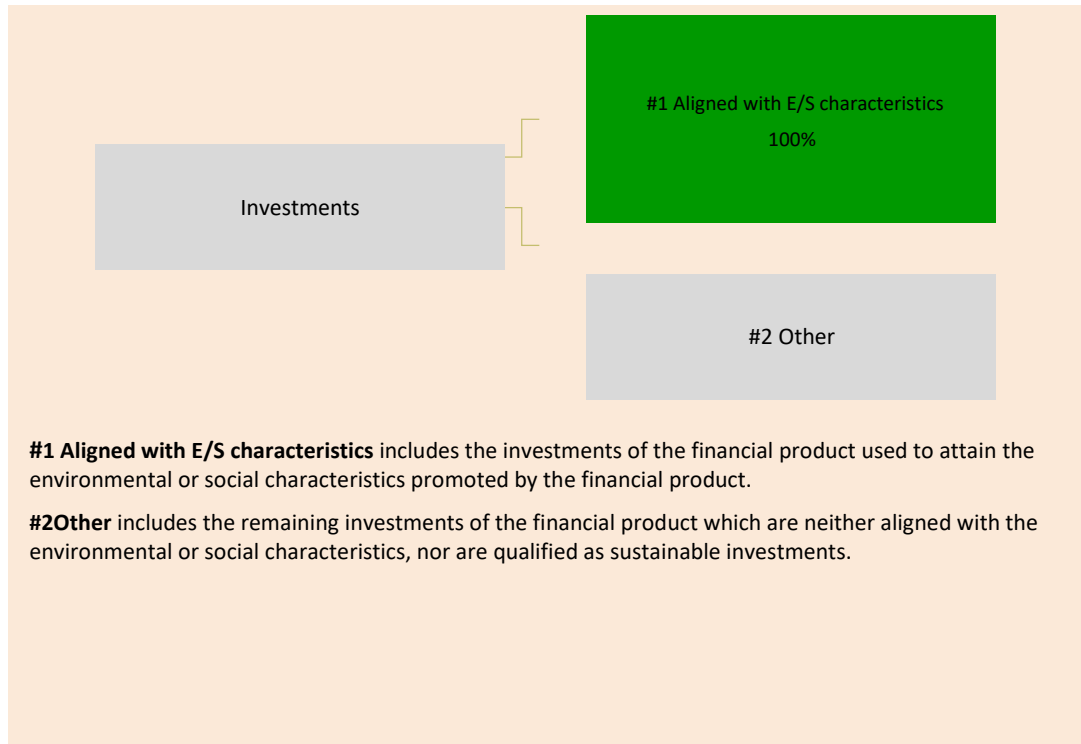 #1 Aligned with E/S characteristics
100%
Investments
#2 Other
#1 Aligned with E/S characteristics includes the investments of the financial product used to attain the
environmental or social characteristics promoted by the financial product.
#2Other includes the remaining investments of the financial product which are neither aligned with the
environmental or social characteristics, nor are qualified as sustainable investments.